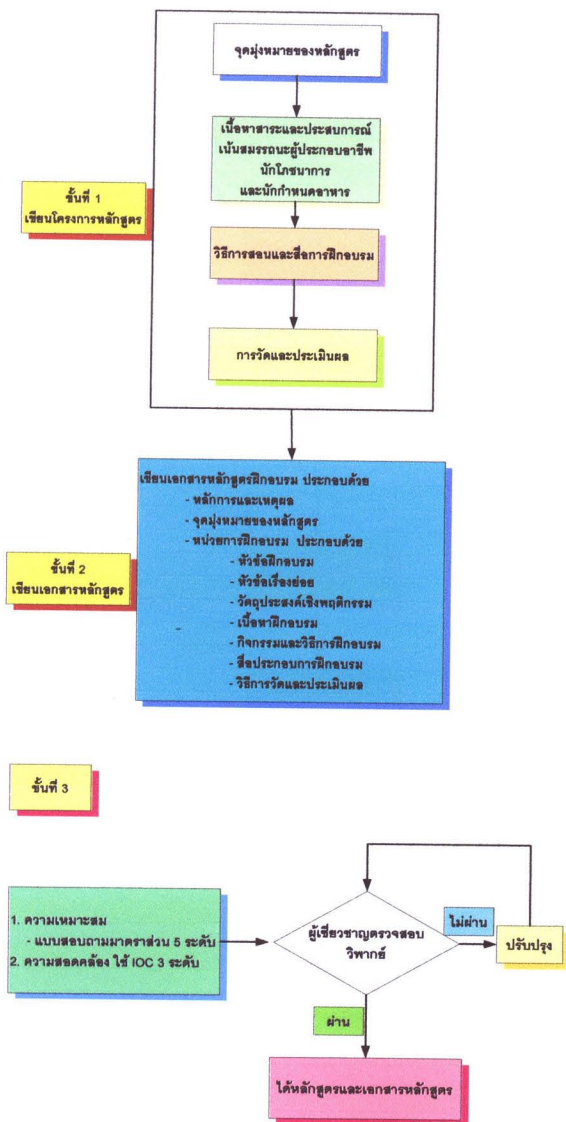 จุดมุ่งหมายของหลักสูตร
เนื้อหาสาระและประสบการณ์
เน้นสมรรถนะผู้ประกอบอาชีพ
นักโภชนาการ
และนักกำหนดอาหาร
ขั้นที่ 1
เขียนโครงการหลักสูตร
วิธีการสอนและสื่อการฝึกอบรม
การวัดและประเมินผล
เขียนเอกสารหลักสูตรฝึกอบรม ประกอบด้วย
- หลักการและเหตุผล
- จุดมุ่งหมายของหลักสูตร
- หน่วยการฝึกอบรม ประกอบด้วย
- หัวข้อฝึกอบรม
- หัวข้อเรื่องย่อย
- วัตถุประสงค์เชิงพฤติกรรม
- เนื้อหาฝึกอบรม
- กิจกรรมและวิธีการฝึกอบรม
- สื่อประกอบการฝึกอบรม
- วิธีการวัดและประเมินผล
ขั้นที่ 2
เขียนเอกสารหลักสูตร
ขั้นที่ 3
1. ความเหมาะสม
- แบบสอบถามมาตราส่วน 5 ระดับ
2. ความสอดคล้อง ใช้ IOC 3 ระดับ
ผู้เชี่ยวชาญตรวจสอบ
วิพากย์
ไม่ผ่าน
ปรับปรุง
ผ่าน
ได้หลักสูตรและเอกสารหลักสูตร